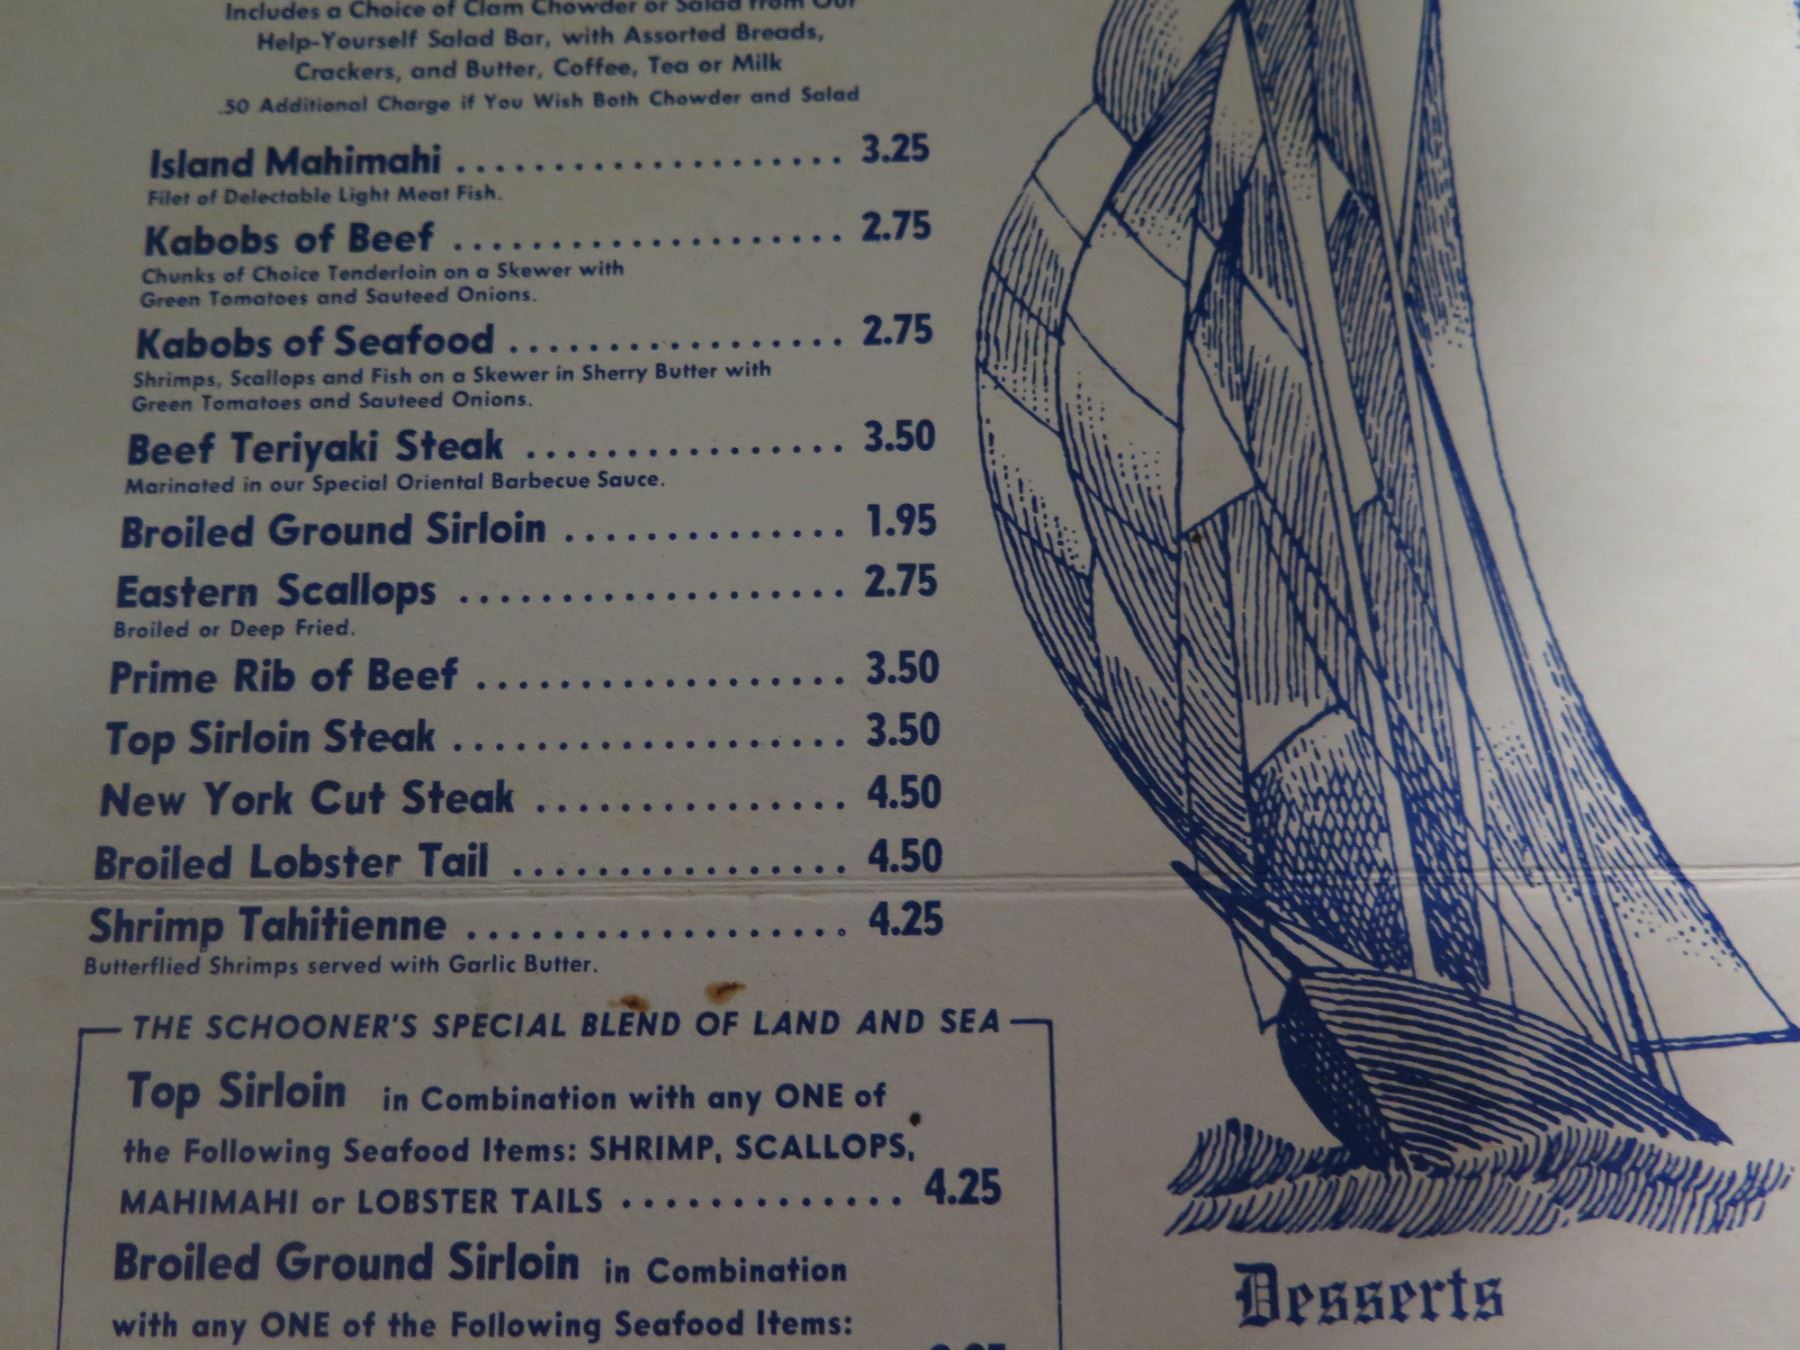 Includes a Choice of Clam Chowder or Salad from Our
Help-Yourself Salad Bar, with Assorted Breads,
Crackers, and Butter, Coffee, Tea or Milk
.50 Additional Charge if You Wish Both Chowder and Salad
Island Mahimahi .................... 3.25
Filet of Delectable Light Meat Fish.
Kabobs of Beef .................... 2.75
Chunks of Choice Tenderloin on a Skewer with
Green Tomatoes and Sauteed Onions.
Kabobs of Seafood ................. 2.75
Shrimps, Scallops and Fish on a Skewer in Sherry Butter with
Green Tomatoes and Sauteed Onions.
Beef Teriyaki Steak ................ 3.50
Marinated in our Special Oriental Barbecue Sauce.
Broiled Ground Sirloin .............. 1.95
Eastern Scallops ................... 2.75
Broiled or Deep Fried.
Prime Rib of Beef .................. 3.50
Top Sirloin Steak ................... 3.50
New York Cut Steak ............... 4.50
Broiled Lobster Tail ................ 4.50
Shrimp Tahitienne .................. 4.25
Butterflied Shrimps served with Garlic Butter.
THE SCHOONER'S SPECIAL BLEND OF LAND AND SEA
Top Sirloin in Combination with any ONE of
the Following Seafood Items: SHRIMP, SCALLOPS,
MAHIMAHI or LOBSTER TAILS .............. 4.25
Broiled Ground Sirloin in Combination
with any ONE of the Following Seafood Items:
Desserts